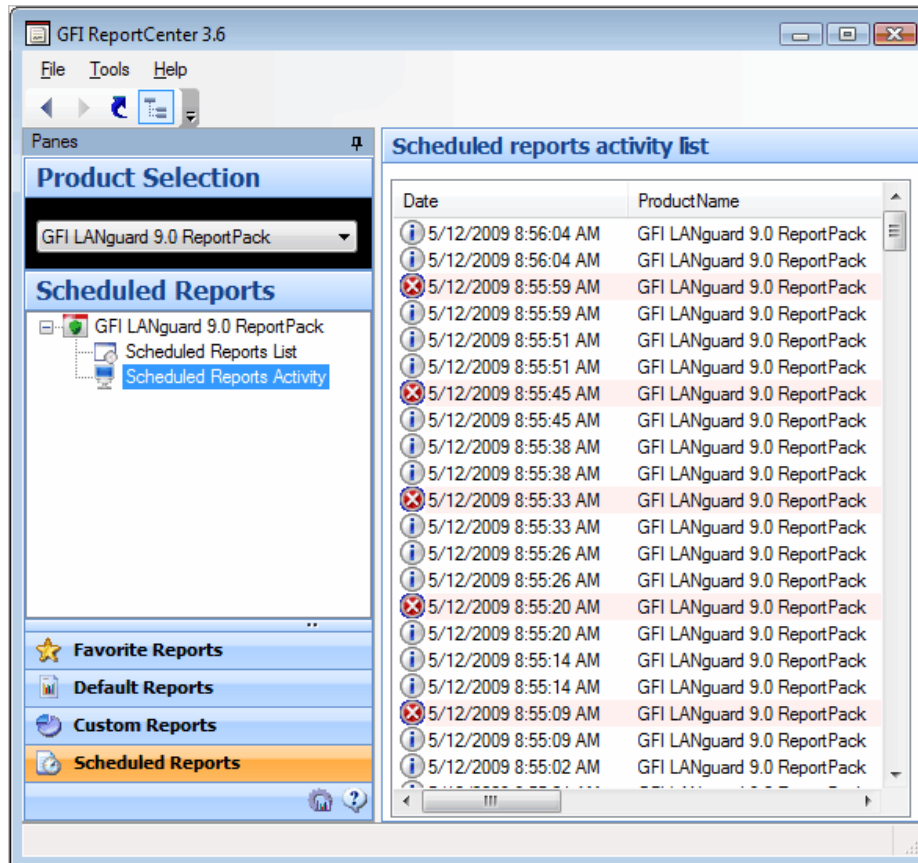 GFI ReportCenter 3.6
File Tools Help
Panes
Product Selection
GFI LANguard 9.0 ReportPack
Scheduled Reports
GFI LANguard 9.0 ReportPack
Scheduled Reports List
Scheduled Reports Activity
Favorite Reports
Default Reports
Custom Reports
Scheduled Reports
Scheduled reports activity list
Date ProductName
5/12/2009 8:56:04 AM GFI LANguard 9.0 ReportPack
5/12/2009 8:56:04 AM GFI LANguard 9.0 ReportPack
5/12/2009 8:55:59 AM GFI LANguard 9.0 ReportPack
5/12/2009 8:55:59 AM GFI LANguard 9.0 ReportPack
5/12/2009 8:55:51 AM GFI LANguard 9.0 ReportPack
5/12/2009 8:55:51 AM GFI LANguard 9.0 ReportPack
5/12/2009 8:55:45 AM GFI LANguard 9.0 ReportPack
5/12/2009 8:55:45 AM GFI LANguard 9.0 ReportPack
5/12/2009 8:55:38 AM GFI LANguard 9.0 ReportPack
5/12/2009 8:55:38 AM GFI LANguard 9.0 ReportPack
5/12/2009 8:55:33 AM GFI LANguard 9.0 ReportPack
5/12/2009 8:55:33 AM GFI LANguard 9.0 ReportPack
5/12/2009 8:55:26 AM GFI LANguard 9.0 ReportPack
5/12/2009 8:55:26 AM GFI LANguard 9.0 ReportPack
5/12/2009 8:55:20 AM GFI LANguard 9.0 ReportPack
5/12/2009 8:55:20 AM GFI LANguard 9.0 ReportPack
5/12/2009 8:55:14 AM GFI LANguard 9.0 ReportPack
5/12/2009 8:55:14 AM GFI LANguard 9.0 ReportPack
5/12/2009 8:55:09 AM GFI LANguard 9.0 ReportPack
5/12/2009 8:55:09 AM GFI LANguard 9.0 ReportPack
5/12/2009 8:55:02 AM GFI LANguard 9.0 ReportPack